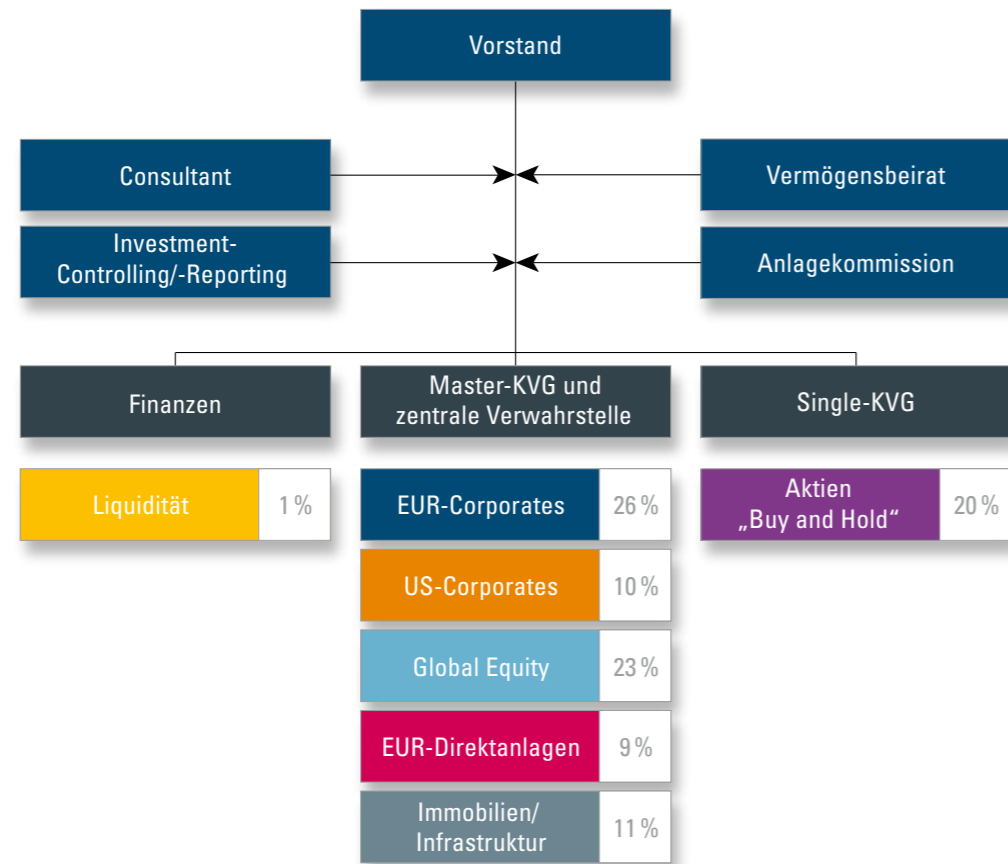 Vorstand
Consultant
Vermögensbeirat
Investment-
Controlling/-Reporting
Anlagekommission
Finanzen
Master-KVG und
zentrale Verwahrstelle
Single-KVG
Liquidität 1 %
EUR-Corporates 26 %
Aktien
„Buy and Hold“ 20 %
US-Corporates 10 %
Global Equity 23 %
EUR-Direktanlagen 9 %
Immobilien/
Infrastruktur 11 %